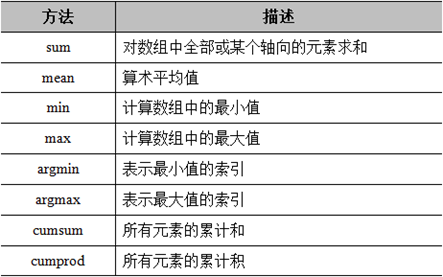 方法 描述
sum 对数组中全部或某个轴向的元素求和
mean 算术平均值
min 计算数组中的最小值
max 计算数组中的最大值
argmin 表示最小值的索引
argmax 表示最大值的索引
cumsum 所有元素的累计和
cumprod 所有元素的累计积